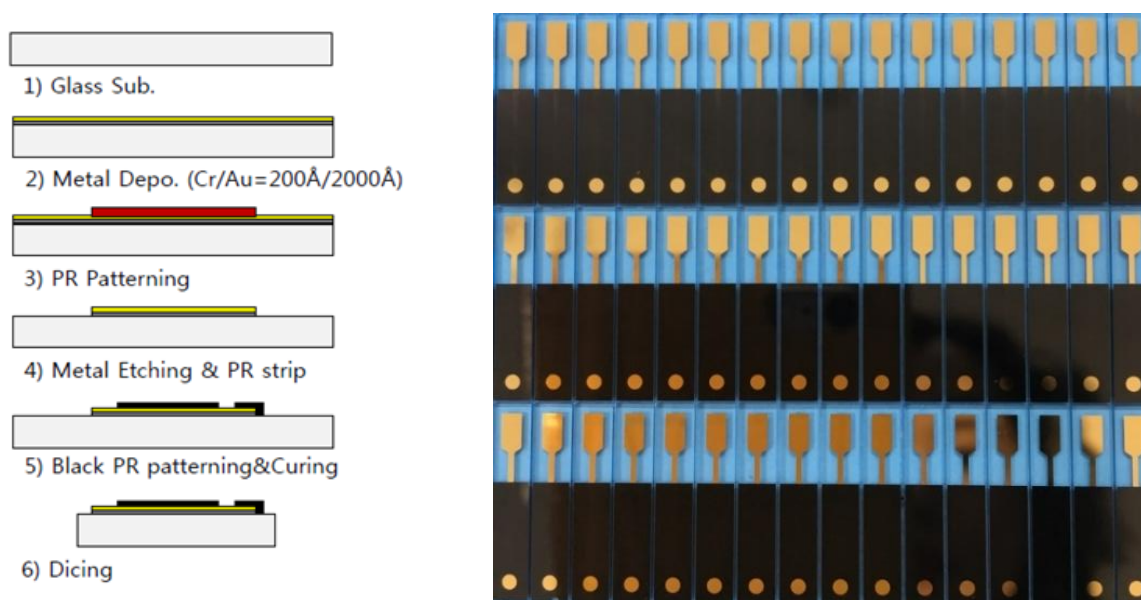 1) Glass Sub.
2) Metal Depo. (Cr/Au=200Å/2000Å)
3) PR Patterning
4) Metal Etching & PR strip
5) Black PR patterning&Curing
6) Dicing